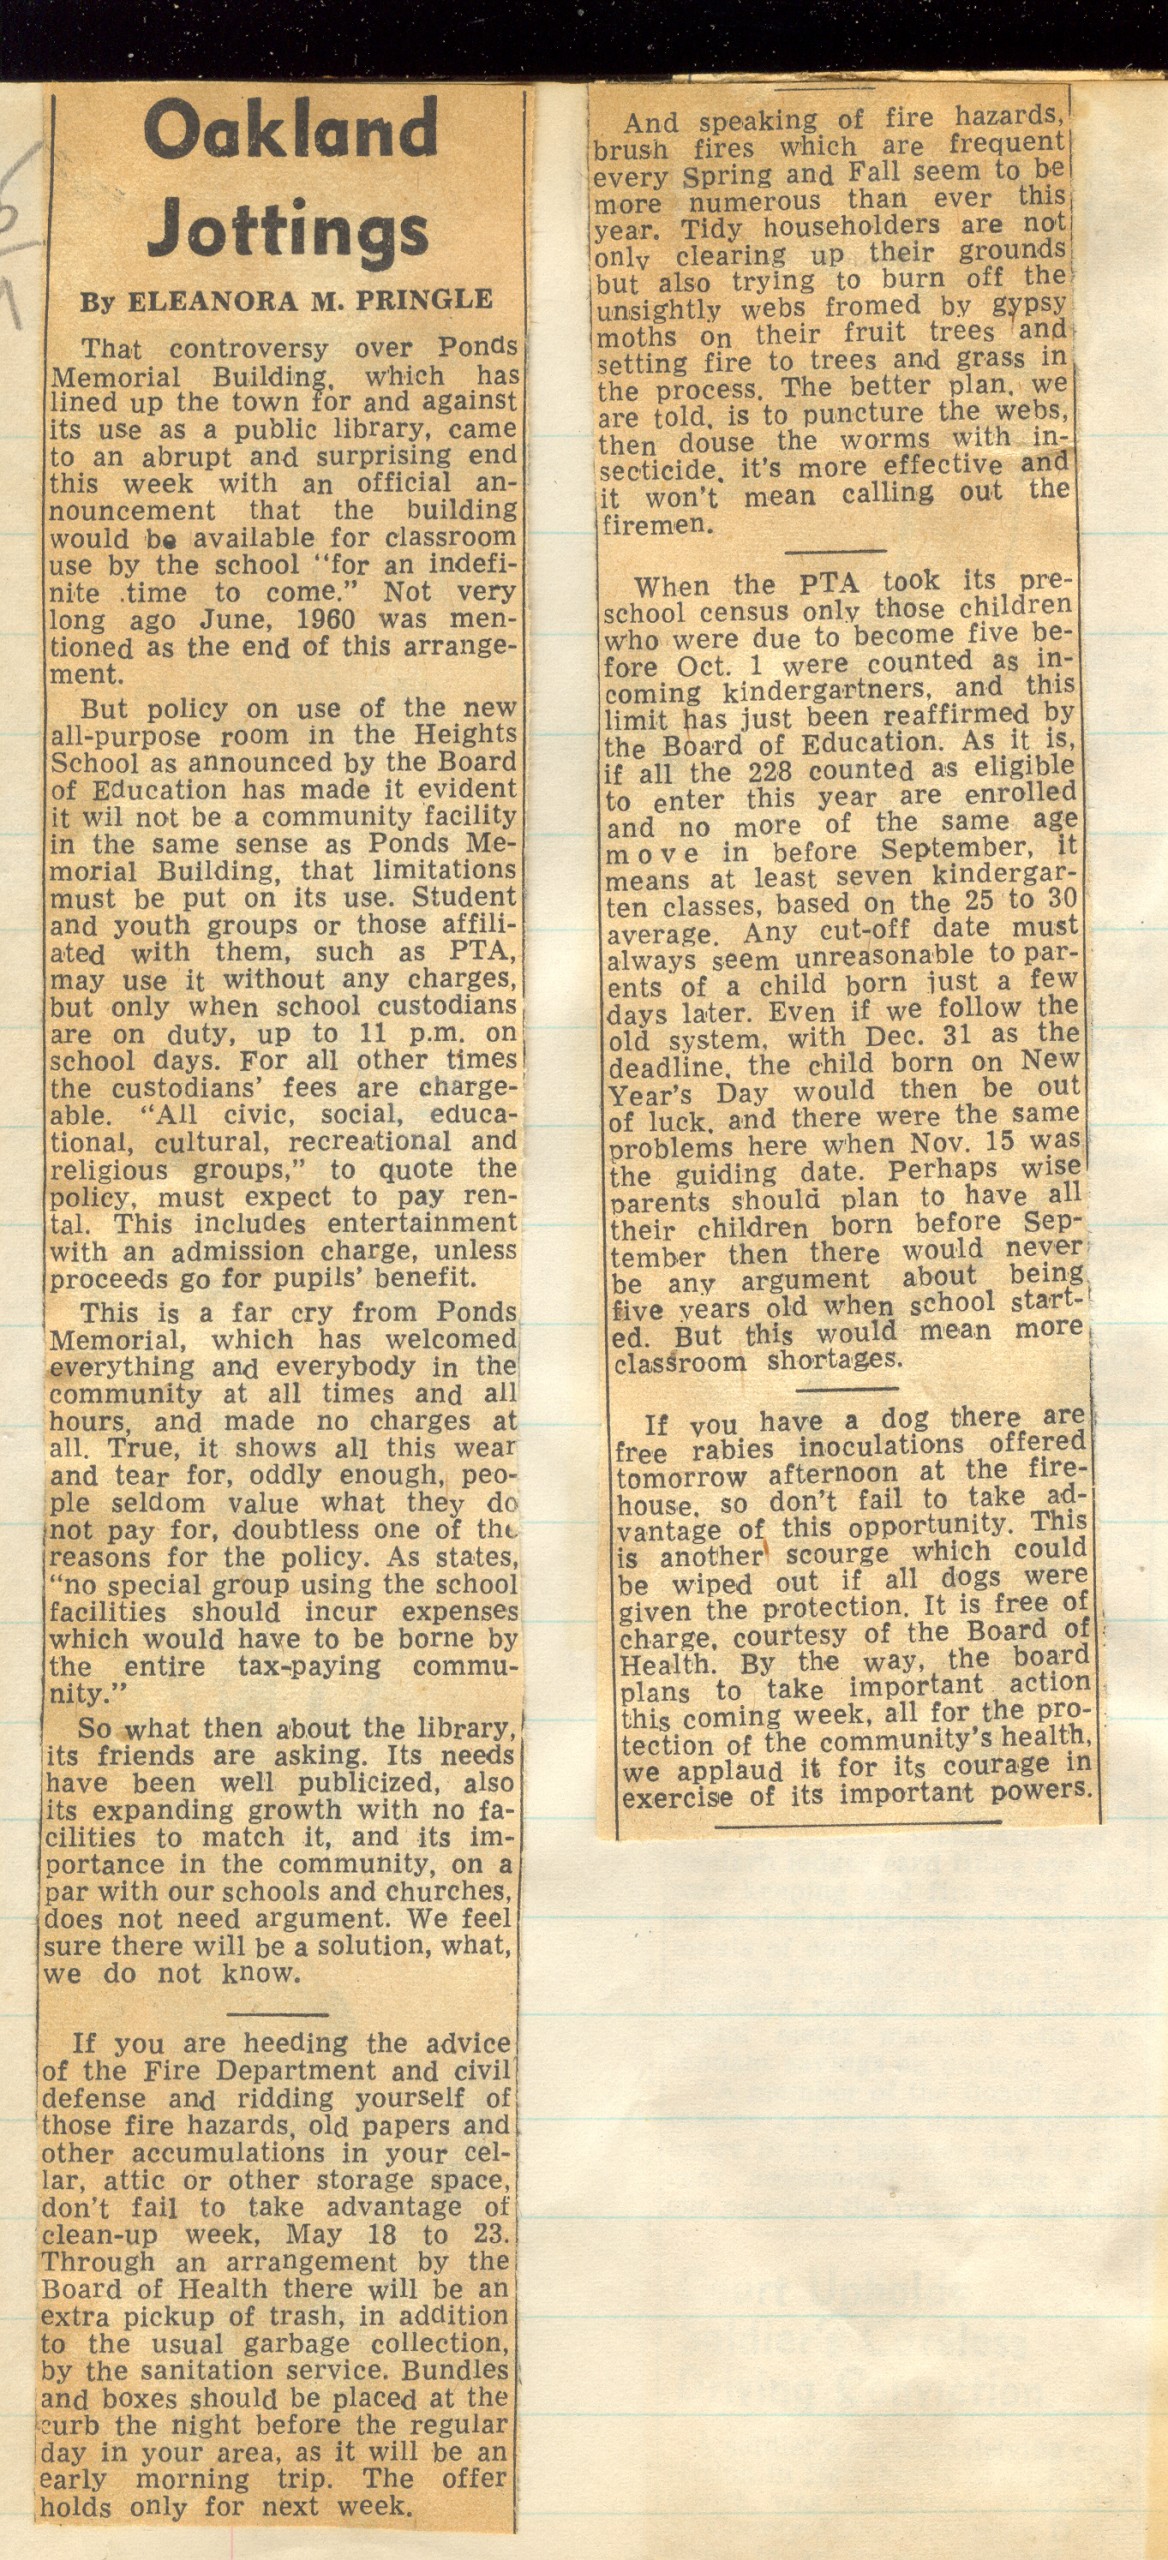 Oakland
Jottings
By ELEANORA M. PRINGLE
That controversy over Ponds
Memorial Building, which has
lined up the town for and against
its use as a public library, came
to an abrupt and surprising end
this week with an official an-
nouncement that the building
would be available for classroom
use by the school "for an indefi-
nite time to come." Not very
long ago June, 1960 was men-
tioned as the end of this arrange-
ment.
But policy on use of the new
all-purpose room in the Heights
School as announced by the Board
of Education has made it evident
it wil not be a community facility
in the same sense as Ponds Me-
morial Building, that limitations
must be put on its use. Student
and youth groups or those affili-
ated with them, such as PTA,
may use it without any charges,
but only when school custodians
are on duty, up to 11 p.m. on
school days. For all other times
the custodians' fees are charge-
able. "All civic, social, educa-
tional, cultural, recreational and
religious groups," to quote the
policy, must expect to pay ren-
tal. This includes entertainment
with an admission charge, unless
proceeds go for pupils' benefit.
This is a far cry from Ponds
Memorial, which has welcomed
everything and everybody in the
community at all times and all
hours, and made no charges at
all. True, it shows all this wear
and tear for, oddly enough, peo-
ple seldom value what they do
not pay for, doubtless one of the
reasons for the policy. As states,
"no special group using the school
facilities should incur expenses
which would have to be borne by
the entire tax-paying commu-
nity."
So what then about the library,
its friends are asking. Its needs
have been well publicized, also
its expanding growth with no fa-
cilities to match it, and its im-
portance in the community, on a
par with our schools and churches,
does not need argument. We feel
sure there will be a solution, what,
we do not know.
If you are heeding the advice
of the Fire Department and civil
defense and ridding yourself of
those fire hazards, old papers and
other accumulations in your cel-
lar, attic or other storage space,
don't fail to take advantage of
clean-up week, May 18 to 23.
Through an arrangement by the
Board of Health there will be an
extra pickup of trash, in addition
to the usual garbage collection,
by the sanitation service. Bundles
and boxes should be placed at the
curb the night before the regular
day in your area, as it will be an
early morning trip. The offer
holds only for next week.
And speaking of fire hazards,
brush fires which are frequent
every Spring and Fall seem to be
more numerous than ever this
year. Tidy householders are not
only clearing up their grounds
but also trying to burn off the
unsightly webs fromed by gypsy
moths on their fruit trees and
setting fire to trees and grass in
the process. The better plan, we
are told, is to puncture the webs,
then douse the worms with in-
secticide, it's more effective and
it won't mean calling out the
firemen.
When the PTA took its pre-
school census only those children
who were due to become five be-
fore Oct. 1 were counted as in-
coming kindergartners, and this
limit has just been reaffirmed by
the Board of Education. As it is,
if all the 228 counted as eligible
to enter this year are enrolled
and no more of the same age
move in before September, it
means at least seven kindergar-
ten classes, based on the 25 to 30
average. Any cut-off date must
always seem unreasonable to par-
ents of a child born just a few
days later. Even if we follow the
old system, with Dec. 31 as the
deadline, the child born on New
Year's Day would then be out
of luck, and there were the same
problems here when Nov. 15 was
the guiding date. Perhaps wise
parents should plan to have all
their children born before Sep-
tember then there would never
be any argument about being
five years old when school start-
ed. But this would mean more
classroom shortages.
If you have a dog there are
free rabies inoculations offered
tomorrow afternoon at the fire-
house, so don't fail to take ad-
vantage of this opportunity. This
is another scourge which could
be wiped out if all dogs were
given the protection. It is free of
charge, courtesy of the Board of
Health. By the way, the board
plans to take important action
this coming week, all for the pro-
tection of the community's health,
we applaud it for its courage in
exercise of its important powers.